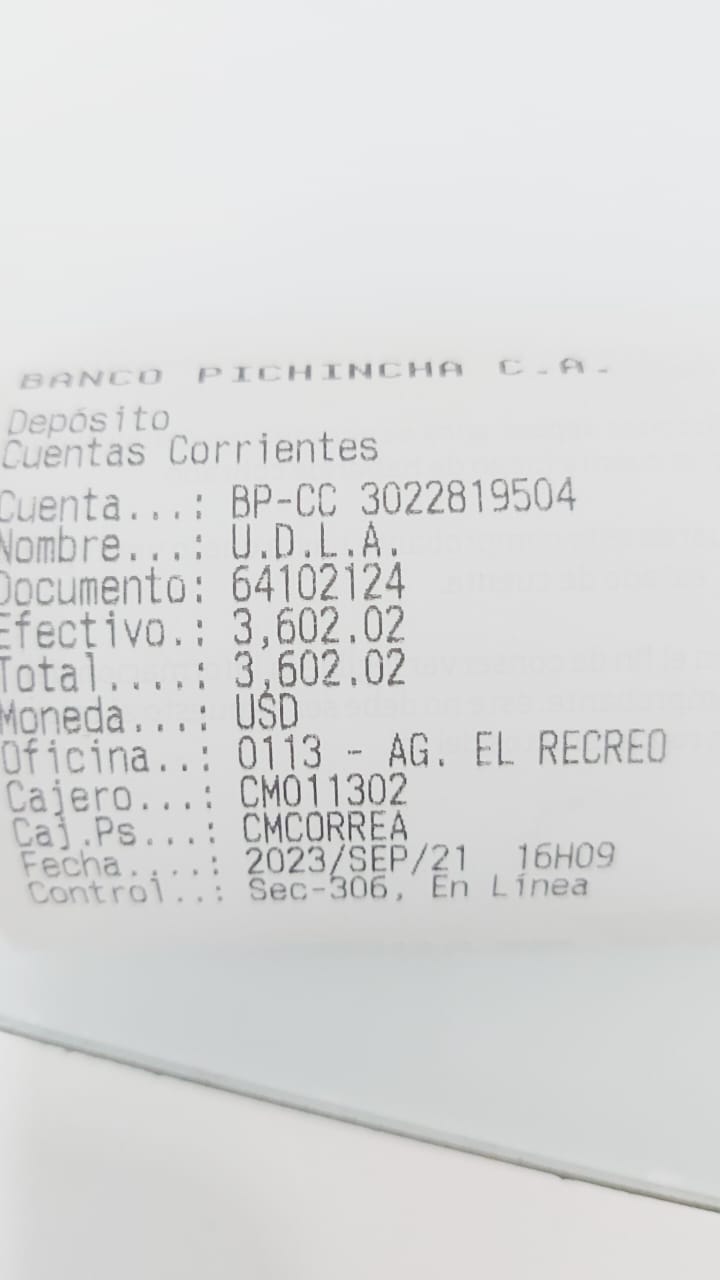 BANCO PICHINCHA C.A.
Depósito
Cuentas Corrientes
Cuenta...: BP-CC 3022819504
Nombre...: U.D.L.A.
Documento: 64102124
Efectivo.: 3,602.02
Total....: 3,602.02
Moneda...: USD
Oficina..: 0113 - AG. EL RECREO
Cajero...: CM011302
Caj.Ps...: CMCORREA
Fecha....: 2023/SEP/21 16H09
Control..: Sec-306, En Línea